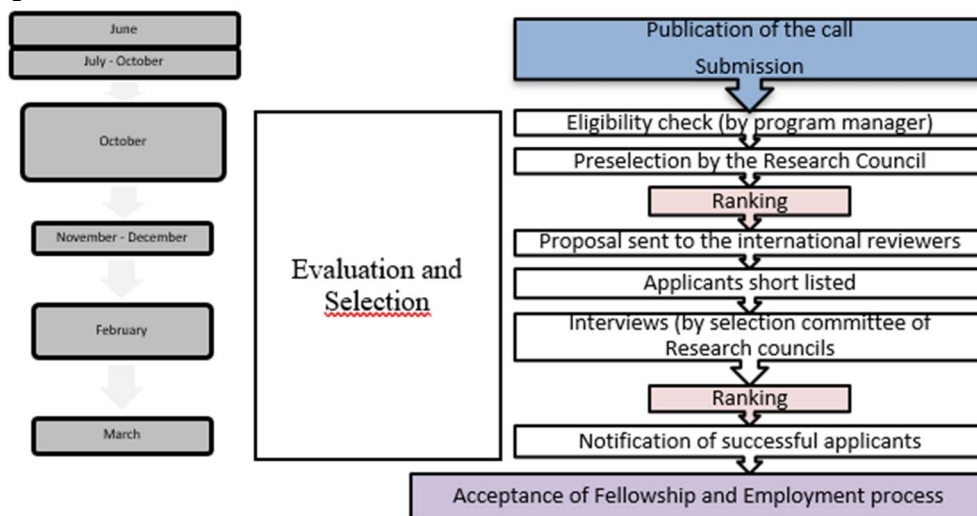 June
July - October
October
November - December
February
March
Evaluation and
Selection
Publication of the call
Submission
Eligibility check (by program manager)
Preselection by the Research Council
Ranking
Proposal sent to the international reviewers
Applicants short listed
Interviews (by selection committee of
Research councils
Ranking
Notification of successful applicants
Acceptance of Fellowship and Employment process